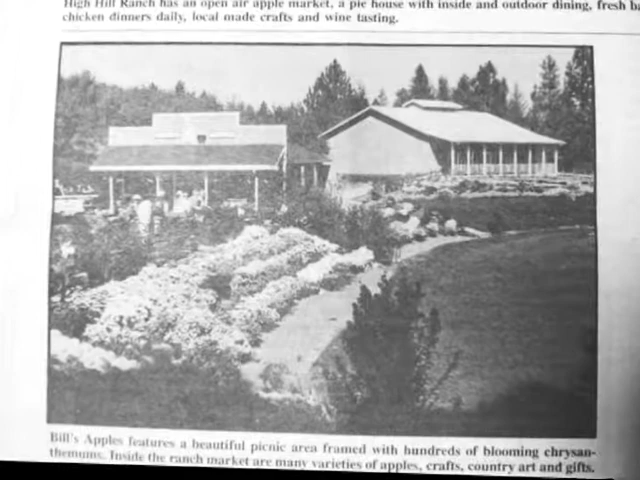 High Hill Ranch has an open air apple market, a pie house with inside and outdoor dining, fresh
chicken dinners daily, local made crafts and wine tasting.
Bill's Apples features a beautiful picnic area framed with hundreds of blooming chrysan-
themums. Inside the ranch market are many varieties of apples, crafts, country art and gifts.